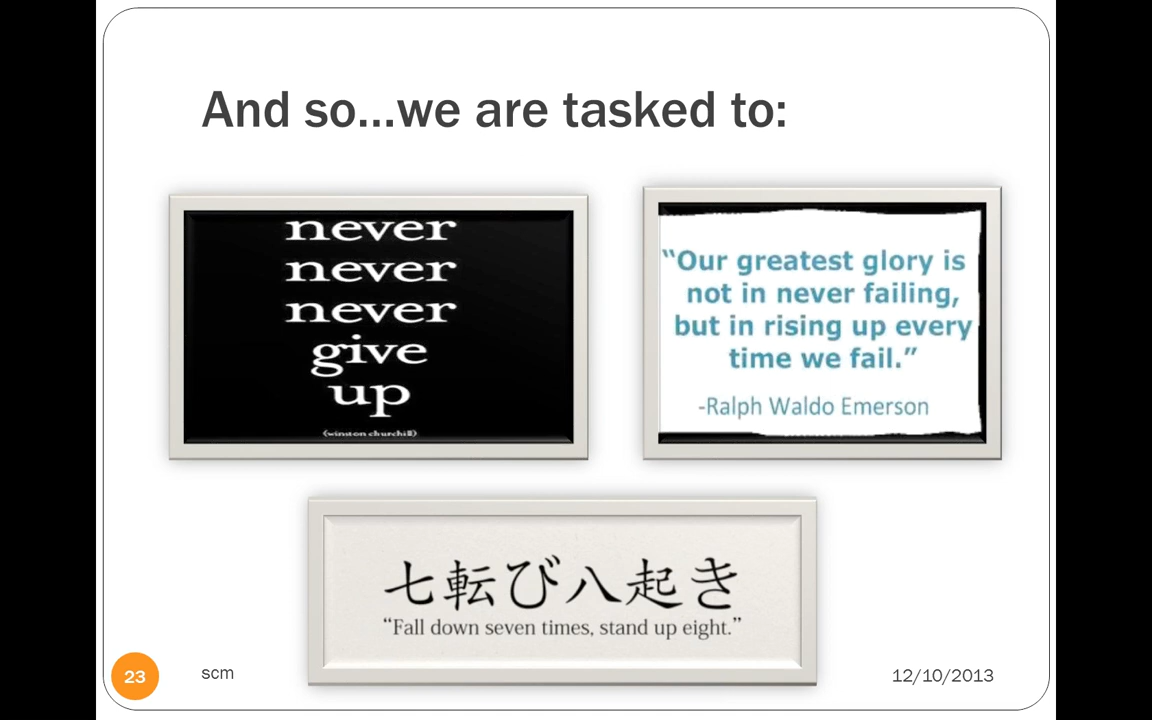 And so...we are tasked to:
never
never
never
give
up
(winston churchill)
“Our greatest glory is
not in never failing,
but in rising up every
time we fail.”
-Ralph Waldo Emerson
七転び八起き
“Fall down seven times, stand up eight.”
23
scm
12/10/2013